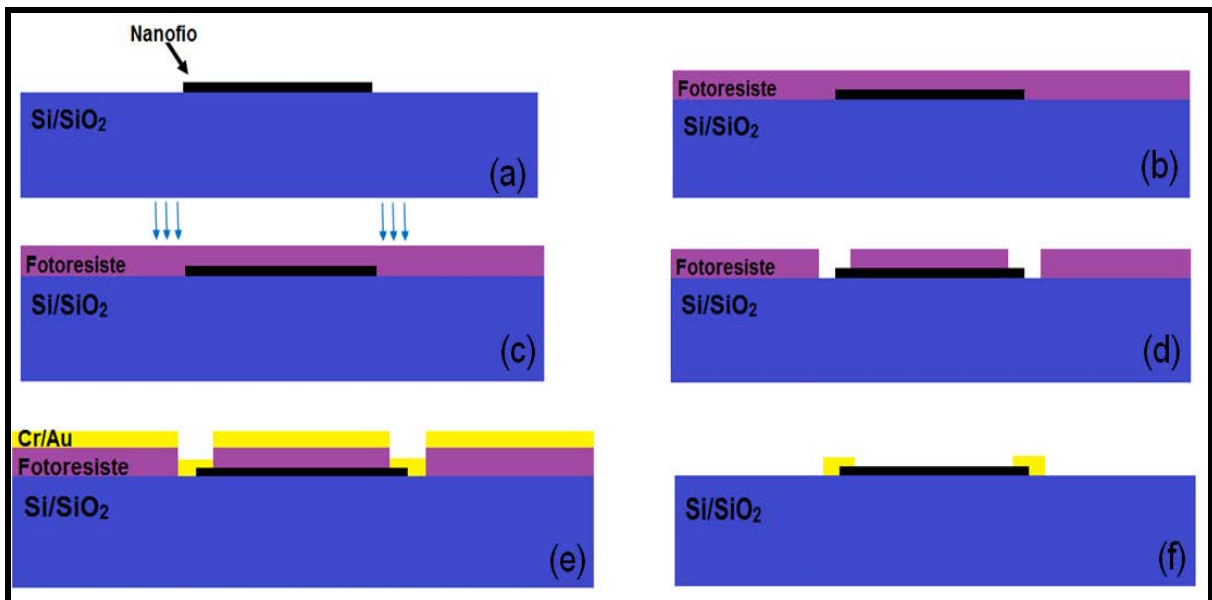 Nanofio
Si/SiO₂
(a)
Fotoresiste
Si/SiO₂
(b)
Fotoresiste
Si/SiO₂
(c)
Fotoresiste
Si/SiO₂
(d)
Cr/Au
Fotoresiste
Si/SiO₂
(e)
Si/SiO₂
(f)